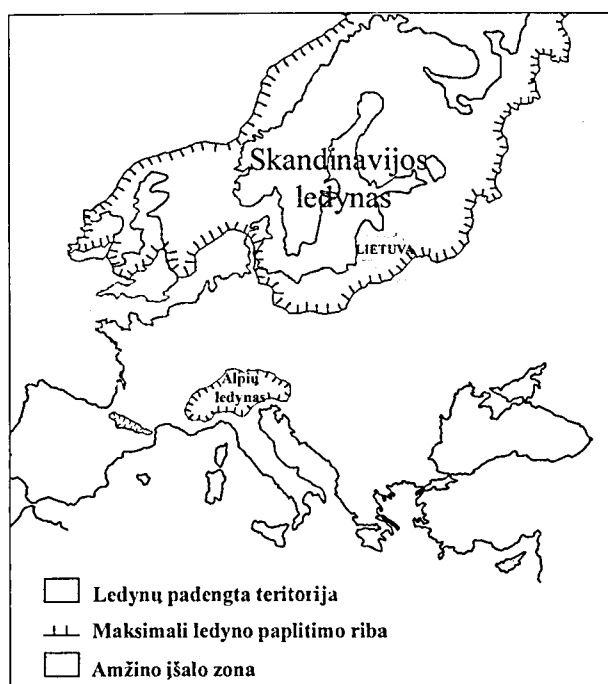 Skandinavijos
ledynas
LIETUVA
Alpių
ledynas
Ledynų padengta teritorija
Maksimali ledyno paplitimo riba
Amžino įšalo zona